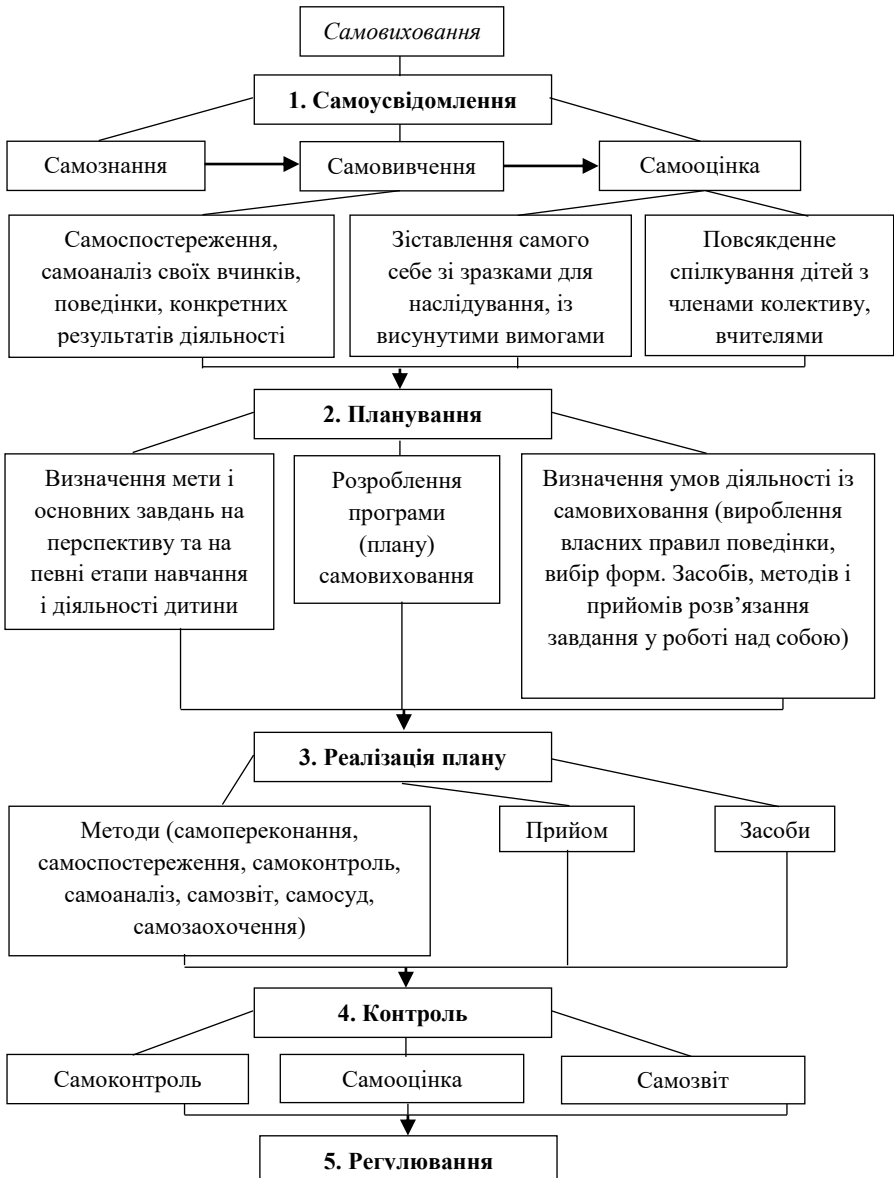 Самовиховання
1. Самоусвідомлення
Самознання
Самовивчення
Самооцінка
Самоспостереження,
самоаналіз своїх вчинків,
поведінки, конкретних
результатів діяльності
Зіставлення самого
себе зі зразками для
наслідування, із
висунутими вимогами
Повсякденне
спілкування дітей з
членами колективу,
вчителями
2. Планування
Визначення мети і
основних завдань на
перспективу та на
певні етапи навчання
і діяльності дитини
Розроблення
програми
(плану)
самовиховання
Визначення умов діяльності із
самовиховання (вироблення
власних правил поведінки,
вибір форм. Засобів, методів і
прийомів розв’язання
завдання у роботі над собою)
3. Реалізація плану
Методи (самопереконання,
самоспостереження, самоконтроль,
самоаналіз, самозвіт, самосуд,
самозаохочення)
Прийом
Засоби
4. Контроль
Самоконтроль
Самооцінка
Самозвіт
5. Регулювання